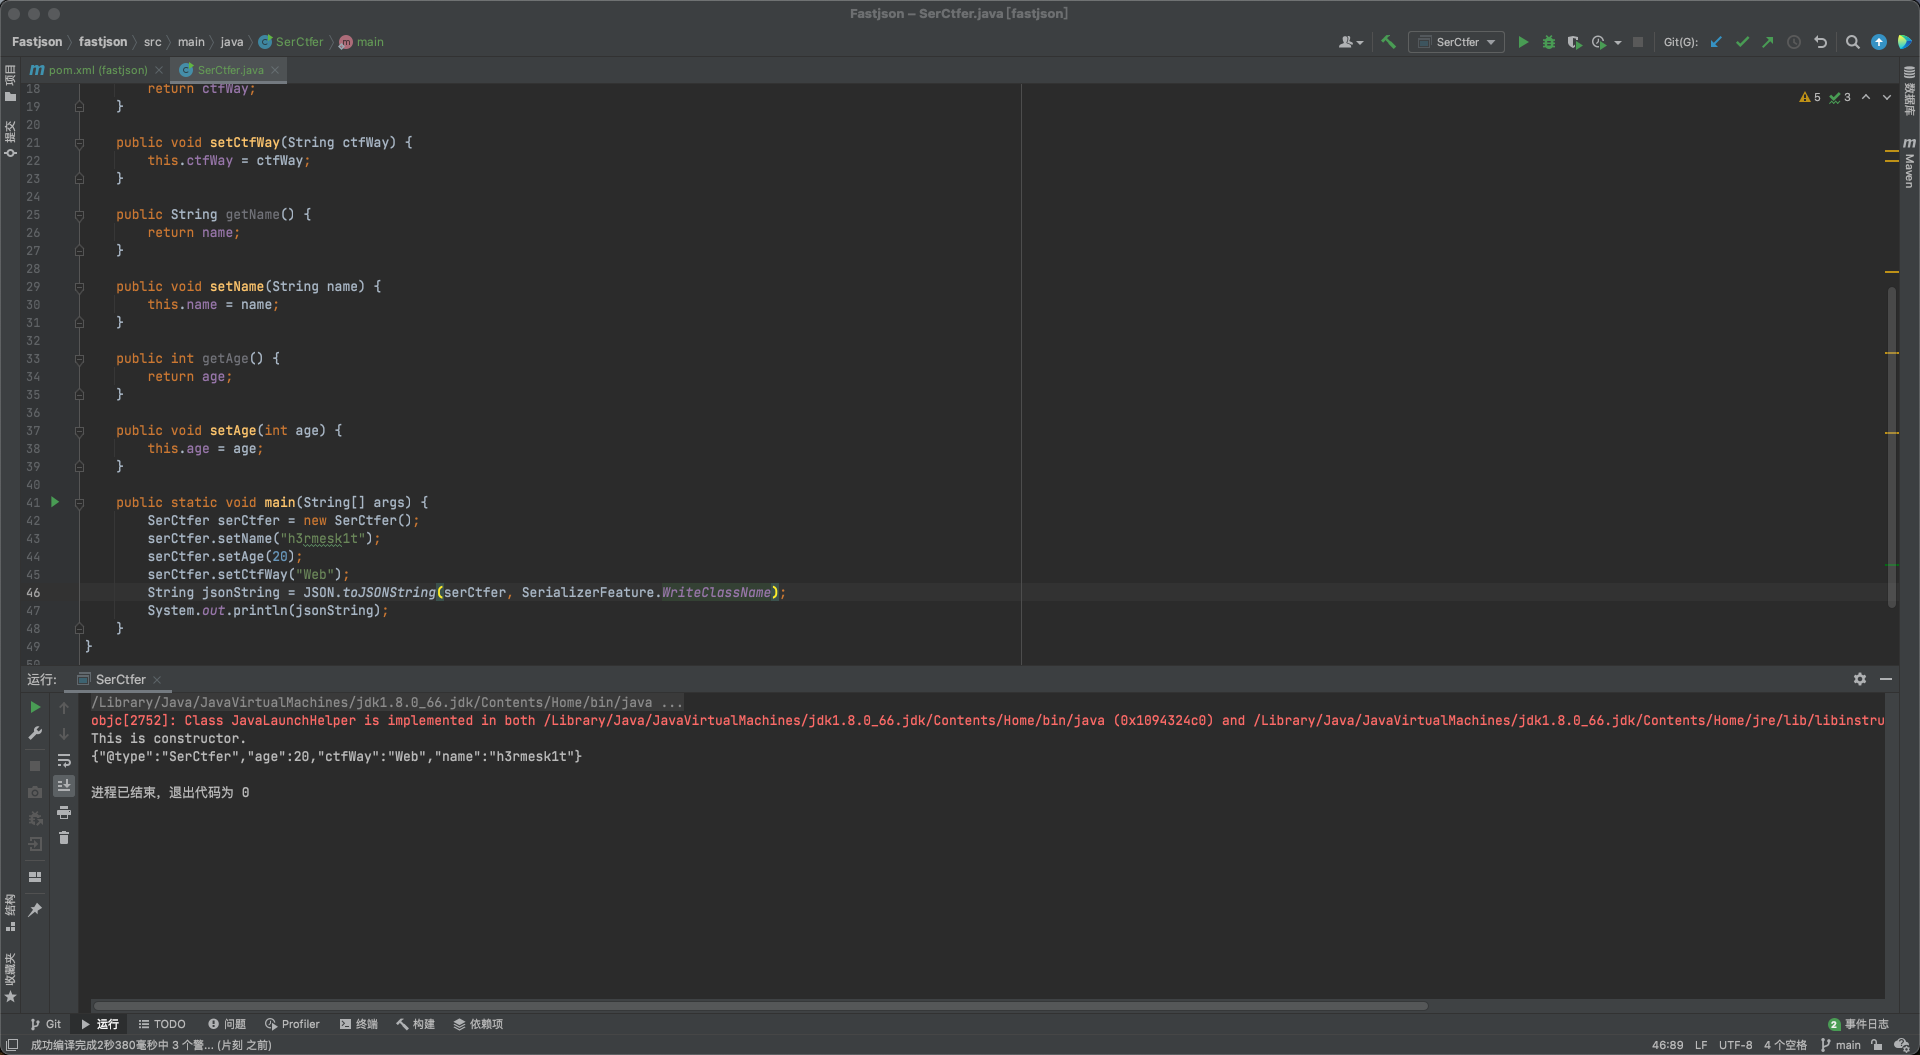 Fastjson – SerCtfer.java [fastjson]
Fastjson fastjson src main java SerCtfer main
SerCtfer
Git(G):
pom.xml (fastjson) SerCtfer.java
5 3
项目
提交
结构
收藏夹
数据库
Maven
18 return ctfWay;
19 }
20
21 public void setCtfWay(String ctfWay) {
22 this.ctfWay = ctfWay;
23 }
24
25 public String getName() {
26 return name;
27 }
28
29 public void setName(String name) {
30 this.name = name;
31 }
32
33 public int getAge() {
34 return age;
35 }
36
37 public void setAge(int age) {
38 this.age = age;
39 }
40
41 public static void main(String[] args) {
42 SerCtfer serCtfer = new SerCtfer();
43 serCtfer.setName("h3rmesk1t");
44 serCtfer.setAge(20);
45 serCtfer.setCtfWay("Web");
46 String jsonString = JSON.toJSONString(serCtfer, SerializerFeature.WriteClassName);
47 System.out.println(jsonString);
48 }
49 }
50
运行: SerCtfer
/Library/Java/JavaVirtualMachines/jdk1.8.0_66.jdk/Contents/Home/bin/java ...
objc[2752]: Class JavaLaunchHelper is implemented in both /Library/Java/JavaVirtualMachines/jdk1.8.0_66.jdk/Contents/Home/bin/java (0x1094324c0) and /Library/Java/JavaVirtualMachines/jdk1.8.0_66.jdk/Contents/Home/jre/lib/libinstru
This is constructor.
{"@type":"SerCtfer","age":20,"ctfWay":"Web","name":"h3rmesk1t"}
进程已结束，退出代码为 0
Git 运行 TODO 问题 Profiler 终端 构建 依赖项 2 事件日志
成功编译完成2秒380毫秒中 3 个警... (片刻 之前) 46:89 LF UTF-8 4 个空格 main